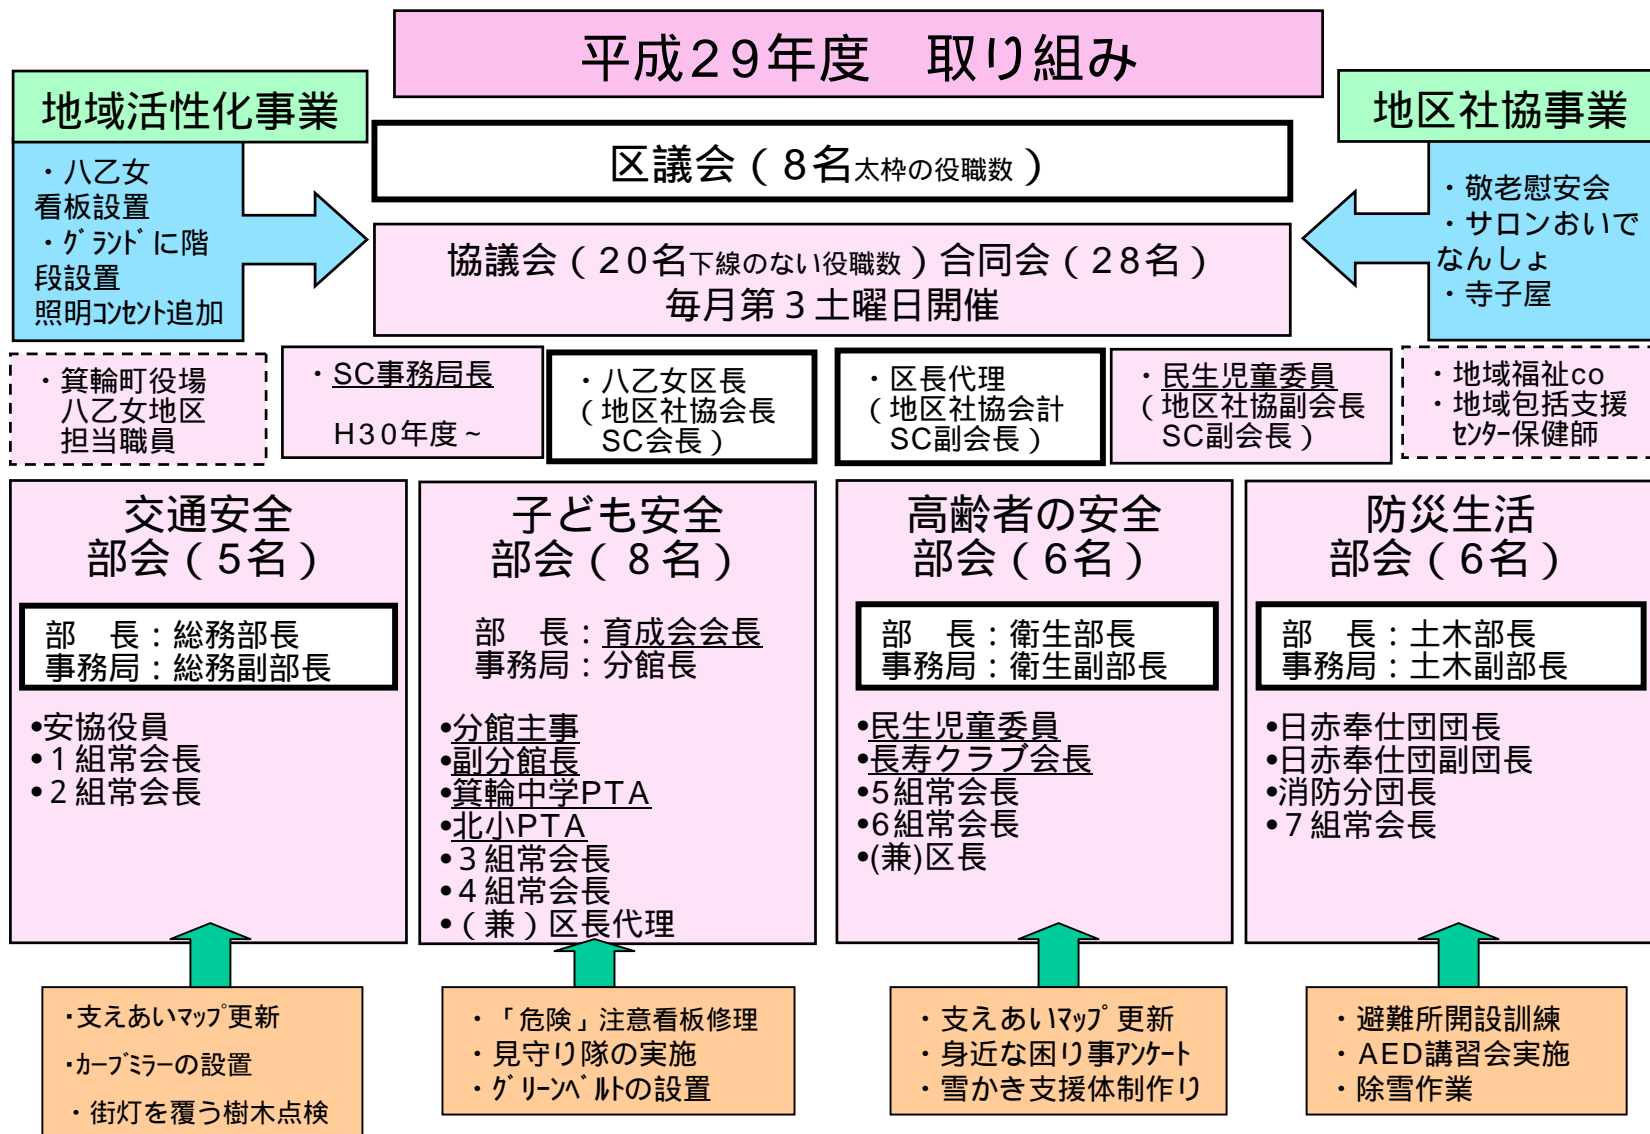 平成29年度　取り組み
地域活性化事業
地区社協事業
区議会（8名太枠の役職数）
・八乙女
看板設置
・グランドに階
段設置
照明コンセント追加
協議会（20名下線のない役職数）合同会（28名）
毎月第３土曜日開催
・敬老慰安会
・サロンおいで
なんしょ
・寺子屋
・箕輪町役場
八乙女地区
担当職員
・SC事務局長
H30年度～
・八乙女区長
（地区社協会長
SC会長）
・区長代理
（地区社協会計
SC副会長）
・民生児童委員
（地区社協副会長
SC副会長）
・地域福祉co
・地域包括支援
センター保健師
交通安全
部会（5名）
部　長：総務部長
事務局：総務副部長
•安協役員
•１組常会長
•２組常会長
子ども安全
部会（８名）
部　長：育成会会長
事務局：分館長
•分館主事
•副分館長
•箕輪中学PTA
•北小PTA
•３組常会長
•４組常会長
•（兼）区長代理
高齢者の安全
部会（6名）
部　長：衛生部長
事務局：衛生副部長
•民生児童委員
•長寿クラブ会長
•5組常会長
•6組常会長
•(兼)区長
防災生活
部会（6名）
部　長：土木部長
事務局：土木副部長
•日赤奉仕団団長
•日赤奉仕団副団長
•消防分団長
•７組常会長
・支えあいマップ更新
・カーブミラーの設置
・街灯を覆う樹木点検
・「危険」注意看板修理
・見守り隊の実施
・グリーンベルトの設置
・支えあいマップ更新
・身近な困り事アンケート
・雪かき支援体制作り
・避難所開設訓練
・AED講習会実施
・除雪作業